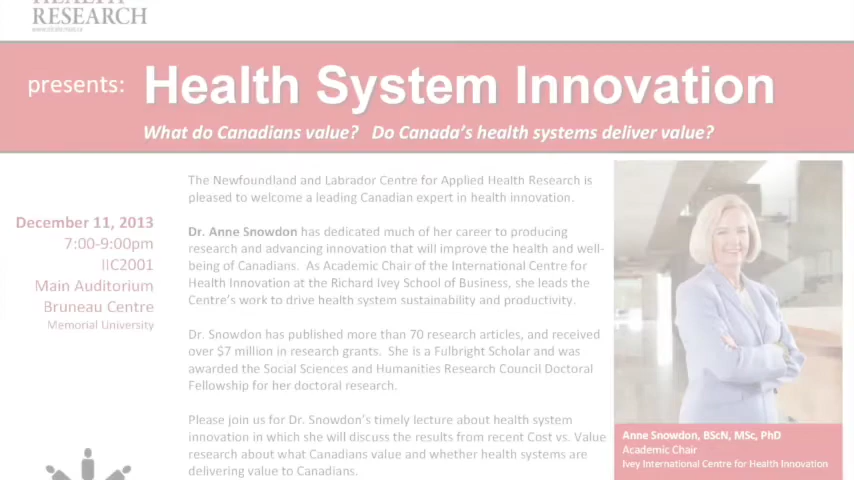 RESEARCH
presents: Health System Innovation
What do Canadians value? Do Canada's health systems deliver value?
December 11, 2013
7:00-9:00pm
IIC2001
Main Auditorium
Bruneau Centre
Memorial University
The Newfoundland and Labrador Centre for Applied Health Research is
pleased to welcome a leading Canadian expert in health innovation.
Dr. Anne Snowdon has dedicated much of her career to producing
research and advancing innovation that will improve the health and well-
being of Canadians. As Academic Chair of the International Centre for
Health Innovation at the Richard Ivey School of Business, she leads the
Centre's work to drive health system sustainability and productivity.
Dr. Snowdon has published more than 70 research articles, and received
over $7 million in research grants. She is a Fulbright Scholar and was
awarded the Social Sciences and Humanities Research Council Doctoral
Fellowship for her doctoral research.
Please join us for Dr. Snowdon's timely lecture about health system
innovation in which she will discuss the results from recent Cost vs. Value
research about what Canadians value and whether health systems are
delivering value to Canadians.
Anne Snowdon, BScN, MSc, PhD
Academic Chair
Ivey International Centre for Health Innovation